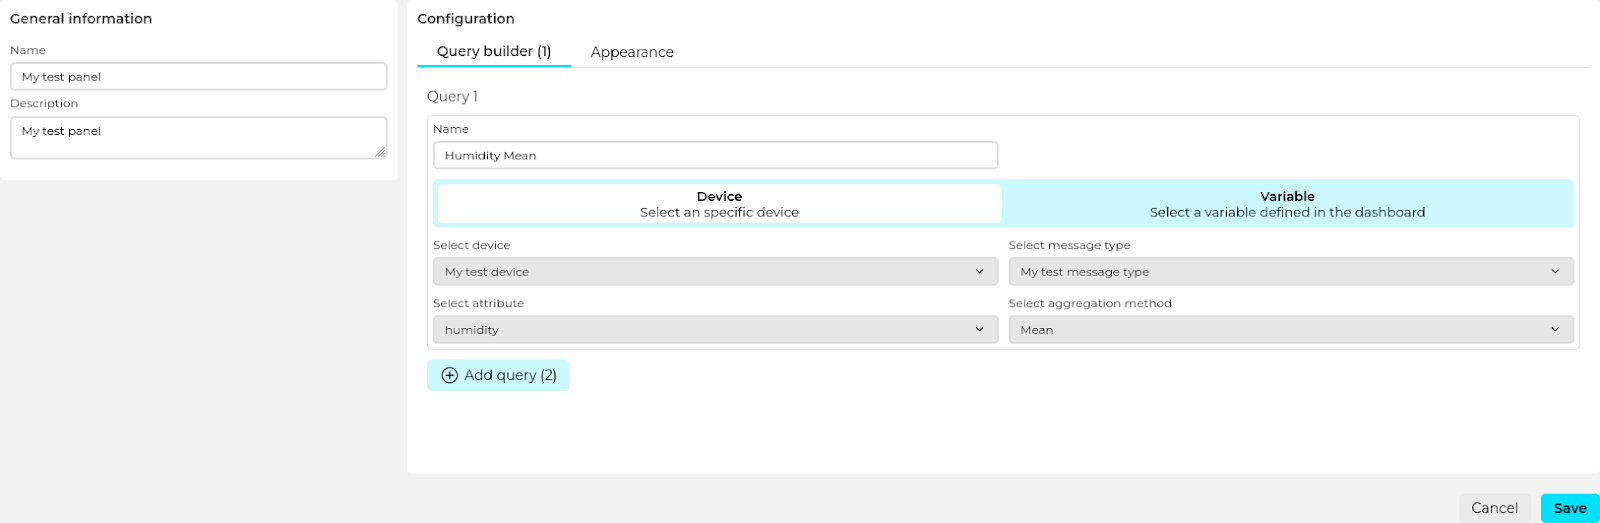 General information
Name
My test panel
Description
My test panel
Configuration
Query builder (1)
Appearance
Query 1
Name
Humidity Mean
Device
Select an specific device
Variable
Select a variable defined in the dashboard
Select device
Select message type
My test device
My test message type
Select attribute
Select aggregation method
humidity
Mean
Add query (2)
Cancel
Save